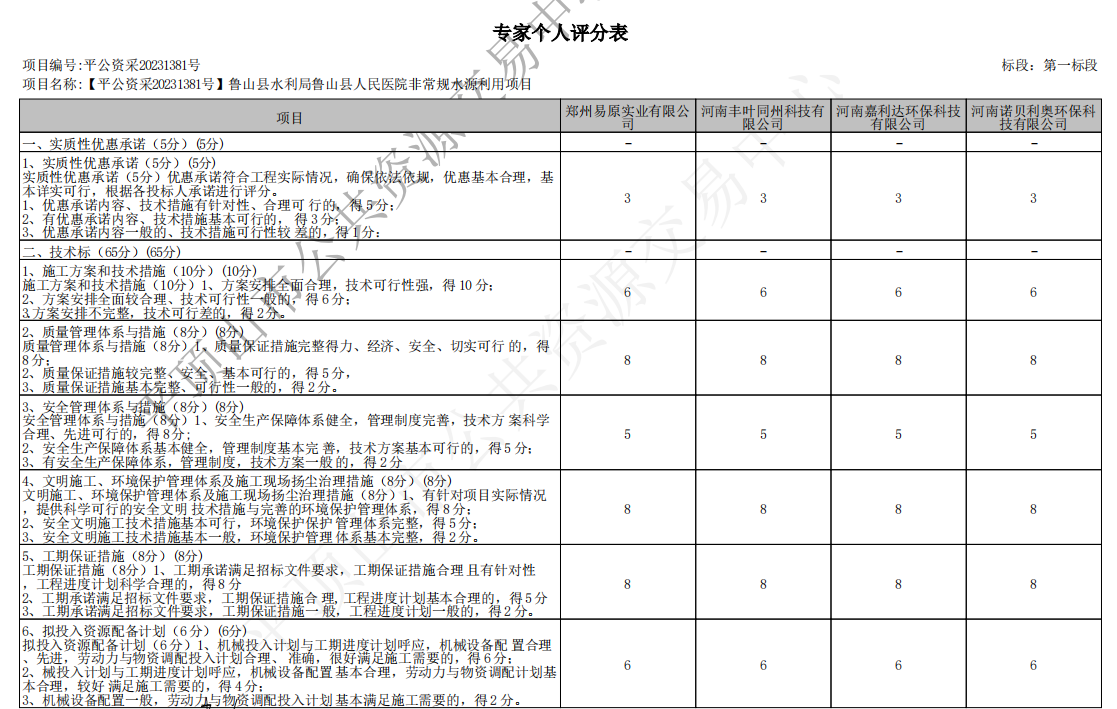 专家个人评分表
项目编号:平公资采20231381号
标段：第一标段
项目名称:【平公资采20231381号】鲁山县水利局鲁山县人民医院非常规水源利用项目
项目 郑州易原实业有限公司 河南丰叶同州科技有限公司 河南嘉利达环保科技有限公司 河南诺贝利奥环保科技有限公司
一、实质性优惠承诺（5分）(5分) – – – –
1、实质性优惠承诺（5分）(5分)
实质性优惠承诺（5分）优惠承诺符合工程实际情况，确保依法依规，优惠基本合理，基
本详实可行，根据各投标人承诺进行评分。
1、优惠承诺内容、技术措施有针对性、合理可 行的，得5分；
2、有优惠承诺内容、技术措施基本可行的， 得3分；
3、优惠承诺内容一般的、技术措施可行性较 差的，得1分；
3 3 3 3
二、技术标（65分）(65分) – – – –
1、施工方案和技术措施（10分）(10分)
施工方案和技术措施（10分）1、方案安排全面合理，技术可行性强，得 10 分；
2、方案安排全面较合理、技术可行性一般的，得6分；
3.方案安排不完整，技术可行差的，得2分。
6 6 6 6
2、质量管理体系与措施（8分）(8分)
质量管理体系与措施（8分）1、质量保证措施完整得力、经济、安全、切实可行 的，得
8分；
2、质量保证措施较完整、安全、基本可行的，得5分，
3、质量保证措施基本完整、可行性一般的，得2分。
8 8 8 8
3、安全管理体系与措施（8分）(8分)
安全管理体系与措施（8分）1、安全生产保障体系健全，管理制度完善，技术方 案科学
合理、先进可行的，得8分；
2、安全生产保障体系基本健全，管理制度基本完 善，技术方案基本可行的，得5分；
3、有安全生产保障体系，管理制度，技术方案一般 的，得2分
5 5 5 5
4、文明施工、环境保护管理体系及施工现场扬尘治理措施（8分）(8分)
文明施工、环境保护管理体系及施工现场扬尘治理措施（8分）1、有针对项目实际情况
，提供科学可行的安全文明 技术措施与完善的环境保护管理体系，得8分；
2、安全文明施工技术措施基本可行，环境保护保护 管理体系完整，得5分；
3、安全文明施工技术措施基本一般，环境保护管理 体系基本完整，得2分。
8 8 8 8
5、工期保证措施（8分）(8分)
工期保证措施（8分）1、工期承诺满足招标文件要求，工期保证措施合理 且有针对性
，工程进度计划科学合理的，得8分
2、工期承诺满足招标文件要求，工期保证措施合 理，工程进度计划基本合理的，得5分
3、工期承诺满足招标文件要求，工期保证措施一 般，工程进度计划一般的，得2分。
8 8 8 8
6、拟投入资源配备计划（6分）(6分)
拟投入资源配备计划（6分）1、机械投入计划与工期进度计划呼应，机械设备配 置合理
、先进，劳动力与物资调配投入计划合理、 准确，很好满足施工需要的，得6分；
2、械投入计划与工期进度计划呼应，机械设备配置 基本合理，劳动力与物资调配计划基
本合理，较好 满足施工需要的，得4分；
3、机械设备配置一般，劳动力与物资调配投入计划 基本满足施工需要的，得2分。
6 6 6 6
平顶山市公共资源交易中心
平顶山市公共资源交易中心